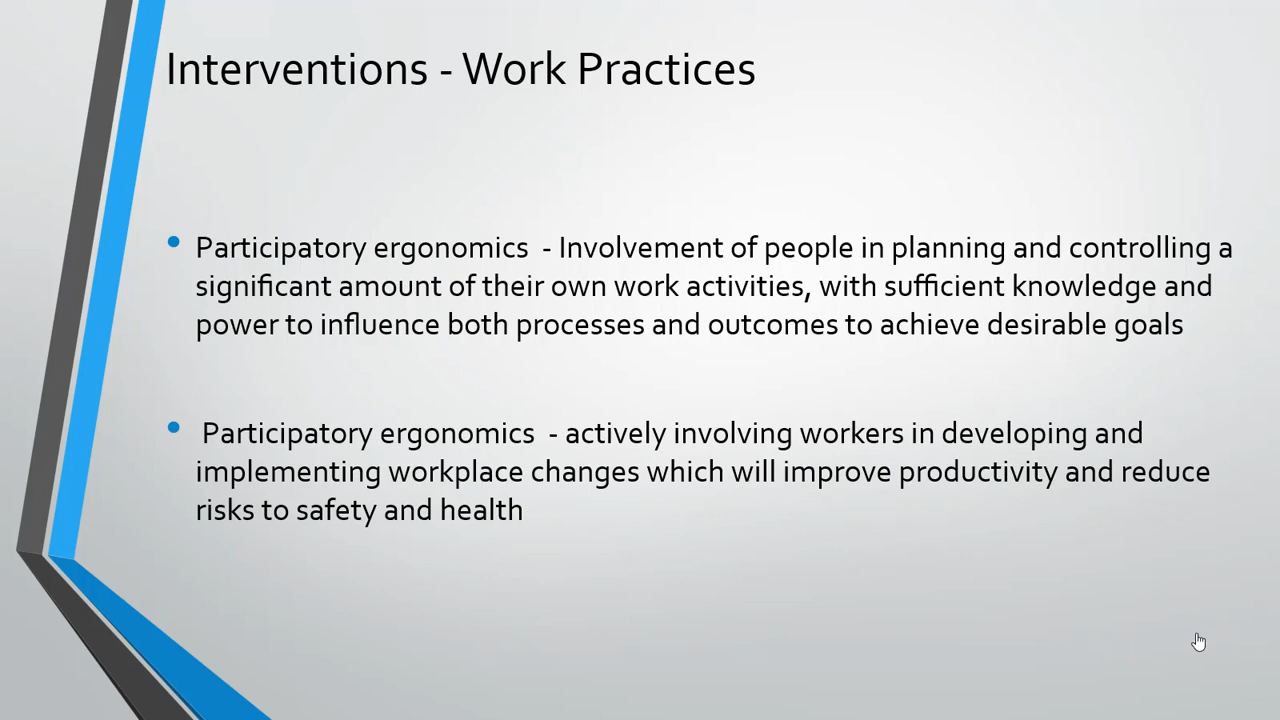 Interventions - Work Practices
• Participatory ergonomics  - Involvement of people in planning and controlling a
significant amount of their own work activities, with sufficient knowledge and
power to influence both processes and outcomes to achieve desirable goals
• Participatory ergonomics  - actively involving workers in developing and
implementing workplace changes which will improve productivity and reduce
risks to safety and health